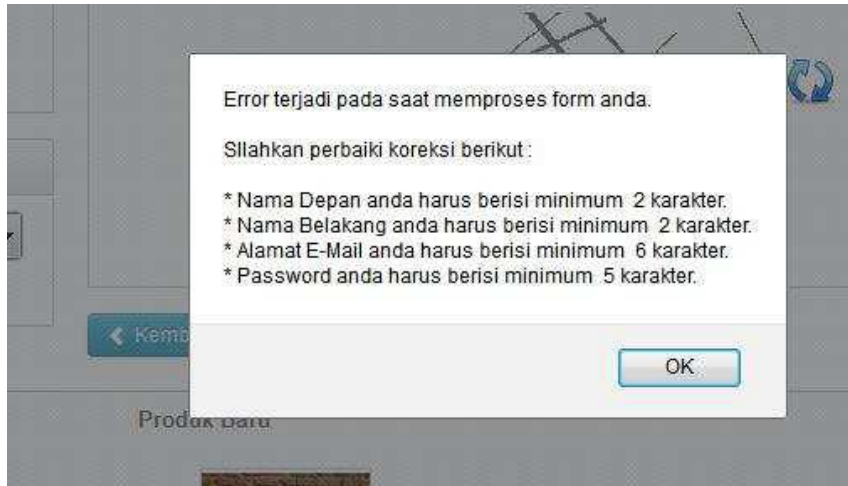 Error terjadi pada saat memproses form anda.
SIlahkan perbaiki koreksi berikut :
* Nama Depan anda harus berisi minimum  2 karakter.
* Nama Belakang anda harus berisi minimum  2 karakter.
* Alamat E-Mail anda harus berisi minimum  6 karakter.
* Password anda harus berisi minimum  5 karakter.
OK
Produk Baru